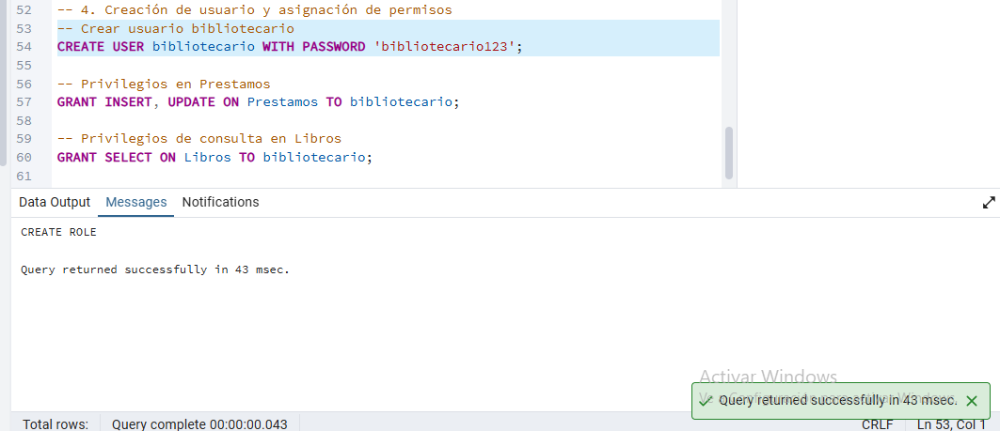 52 -- 4. Creación de usuario y asignación de permisos
53 -- Crear usuario bibliotecario
54 CREATE USER bibliotecario WITH PASSWORD 'bibliotecario123';
55
56 -- Privilegios en Prestamos
57 GRANT INSERT, UPDATE ON Prestamos TO bibliotecario;
58
59 -- Privilegios de consulta en Libros
60 GRANT SELECT ON Libros TO bibliotecario;
61
Data Output Messages Notifications
CREATE ROLE
Query returned successfully in 43 msec.
Activar Windows
Query returned successfully in 43 msec.
Total rows: Query complete 00:00:00.043 CRLF Ln 53, Col 1